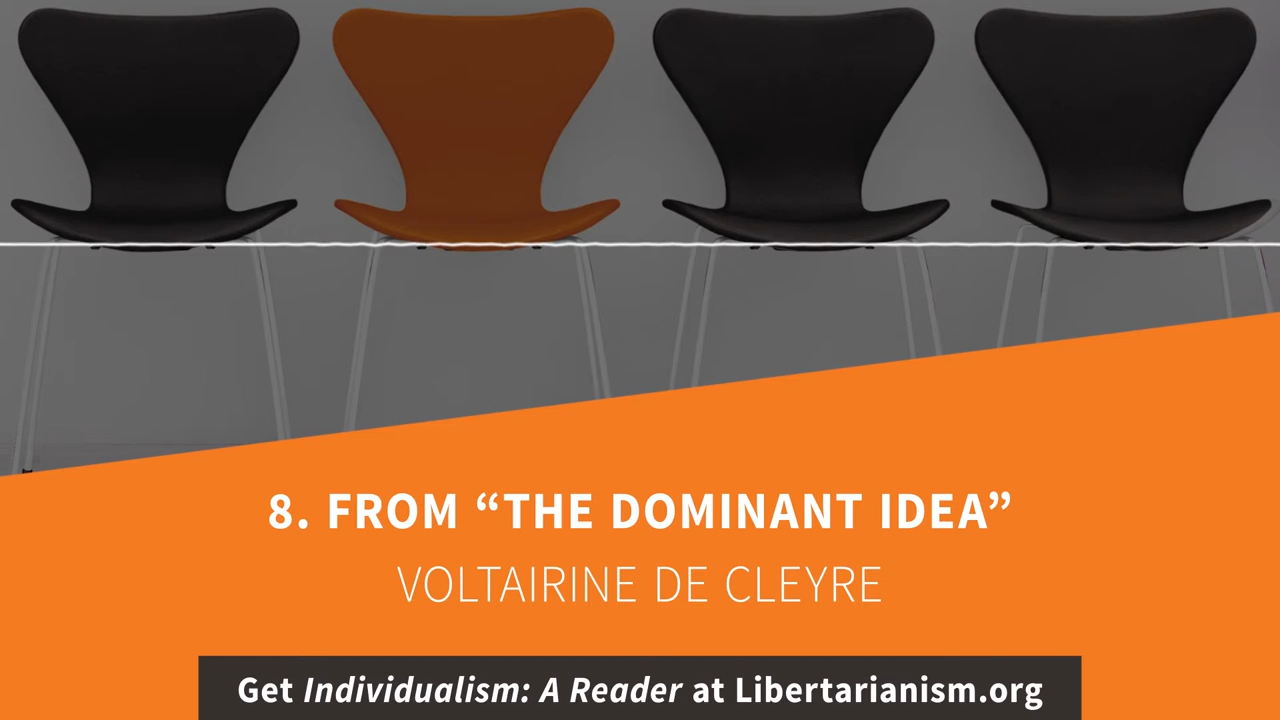 8. FROM “THE DOMINANT IDEA”
VOLTAIRINE DE CLEYRE
Get Individualism: A Reader at Libertarianism.org